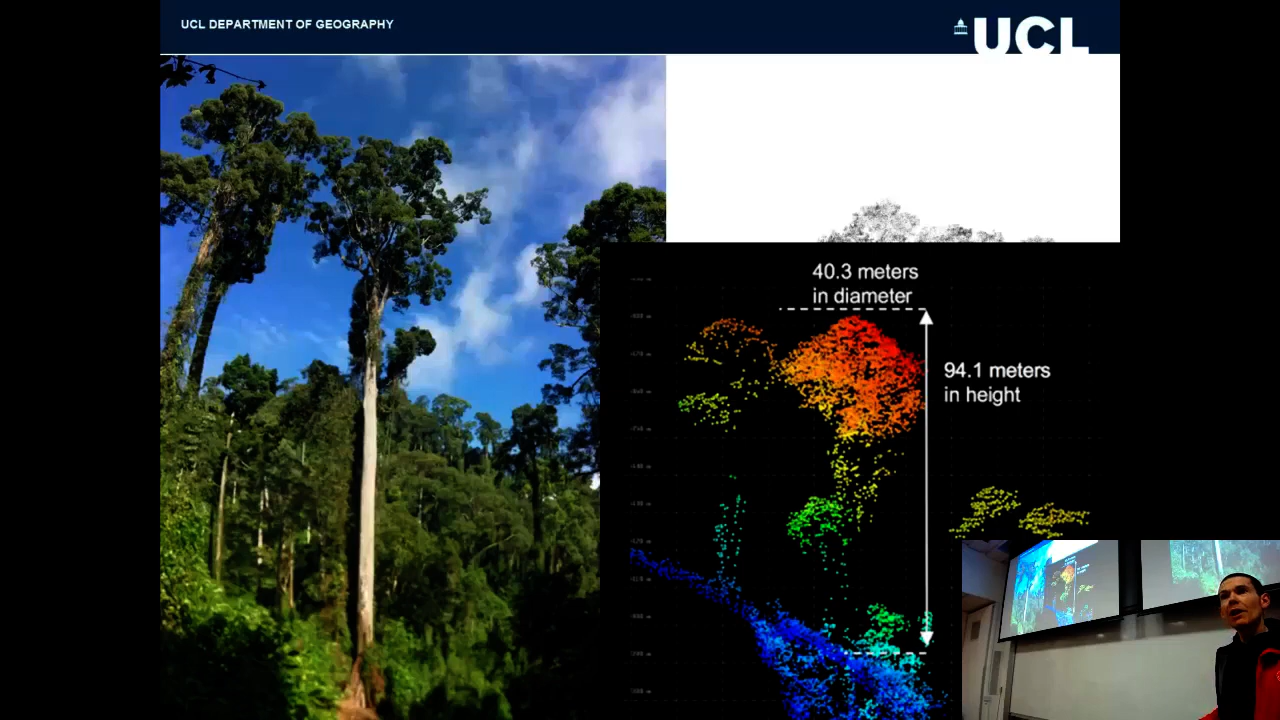 UCL DEPARTMENT OF GEOGRAPHY
UCL
40.3 meters
in diameter
94.1 meters
in height